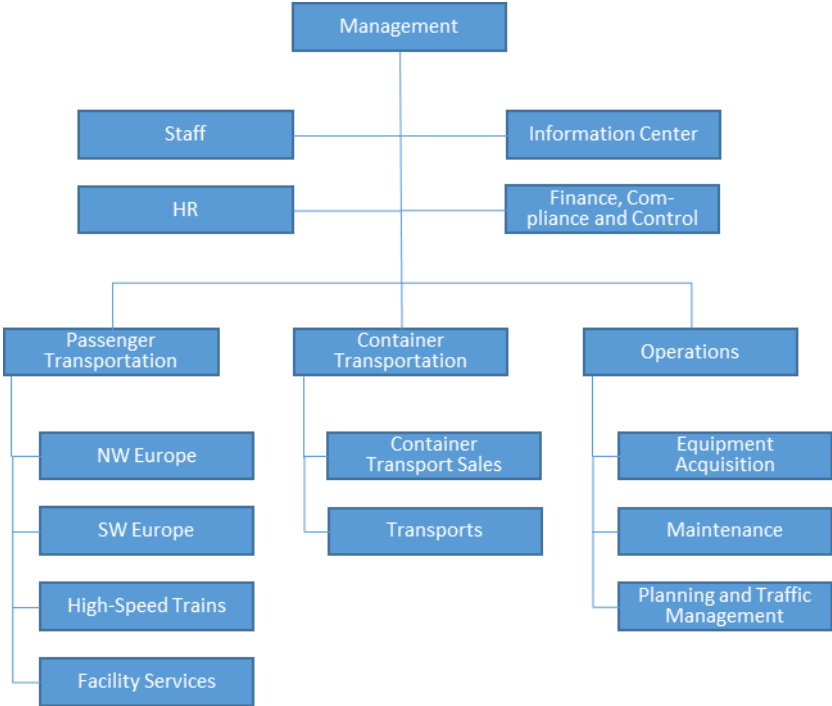 Management
Staff
Information Center
HR
Finance, Com-
pliance and Control
Passenger
Transportation
Container
Transportation
Operations
NW Europe
Container
Transport Sales
Equipment
Acquisition
SW Europe
Transports
Maintenance
High-Speed Trains
Planning and Traffic
Management
Facility Services